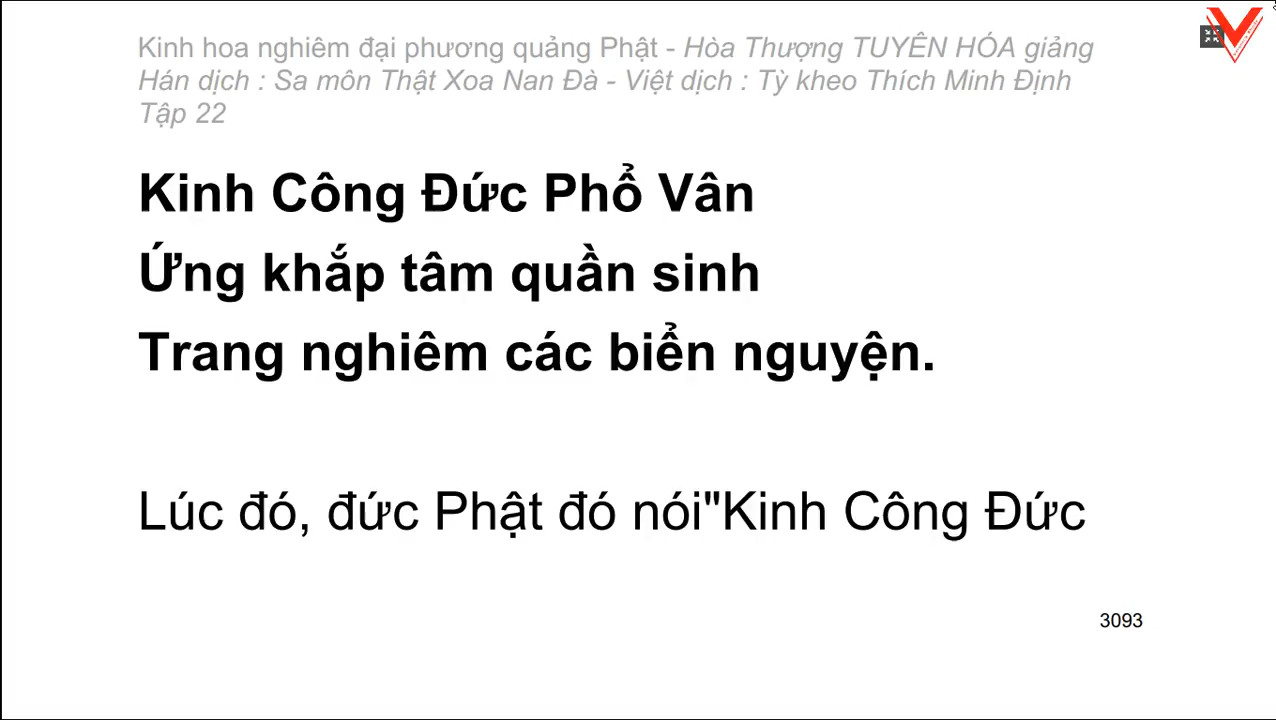 Kinh hoa nghiêm đại phương quảng Phật - Hòa Thượng TUYÊN HÓA giảng
Hán dịch : Sa môn Thật Xoa Nan Đà - Việt dịch : Tỳ kheo Thích Minh Định
Tập 22
Kinh Công Đức Phổ Vân
Ứng khắp tâm quần sinh
Trang nghiêm các biển nguyện.
Lúc đó, đức Phật đó nói"Kinh Công Đức
3093